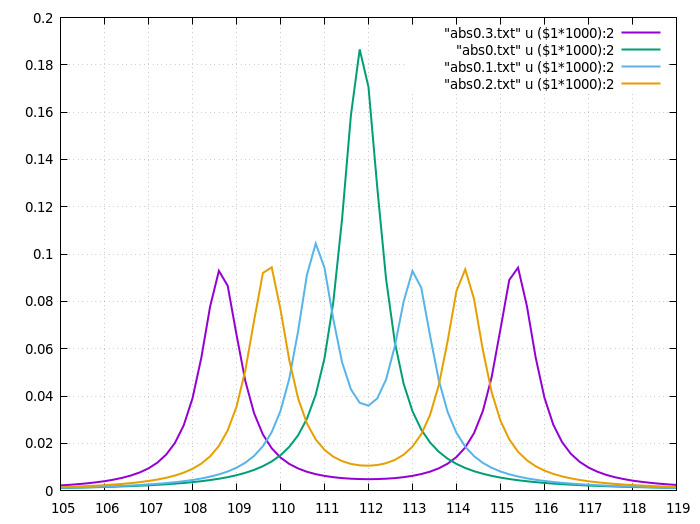 0.2
0.18
0.16
0.14
0.12
0.1
0.08
0.06
0.04
0.02
0
105 106 107 108 109 110 111 112 113 114 115 116 117 118 119
"abs0.3.txt" u ($1*1000):2
"abs0.txt" u ($1*1000):2
"abs0.1.txt" u ($1*1000):2
"abs0.2.txt" u ($1*1000):2